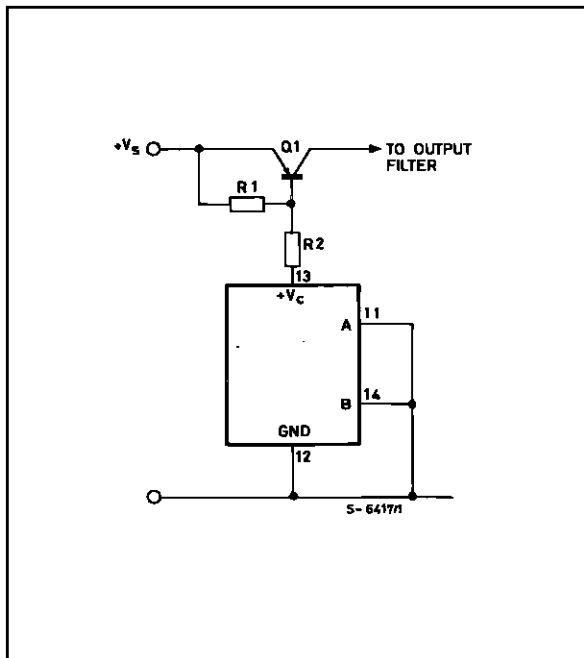 +Vs
Q1
TO OUTPUT
FILTER
R1
R2
13
+Vc
A
11
B
14
GND
12
S-6417/1